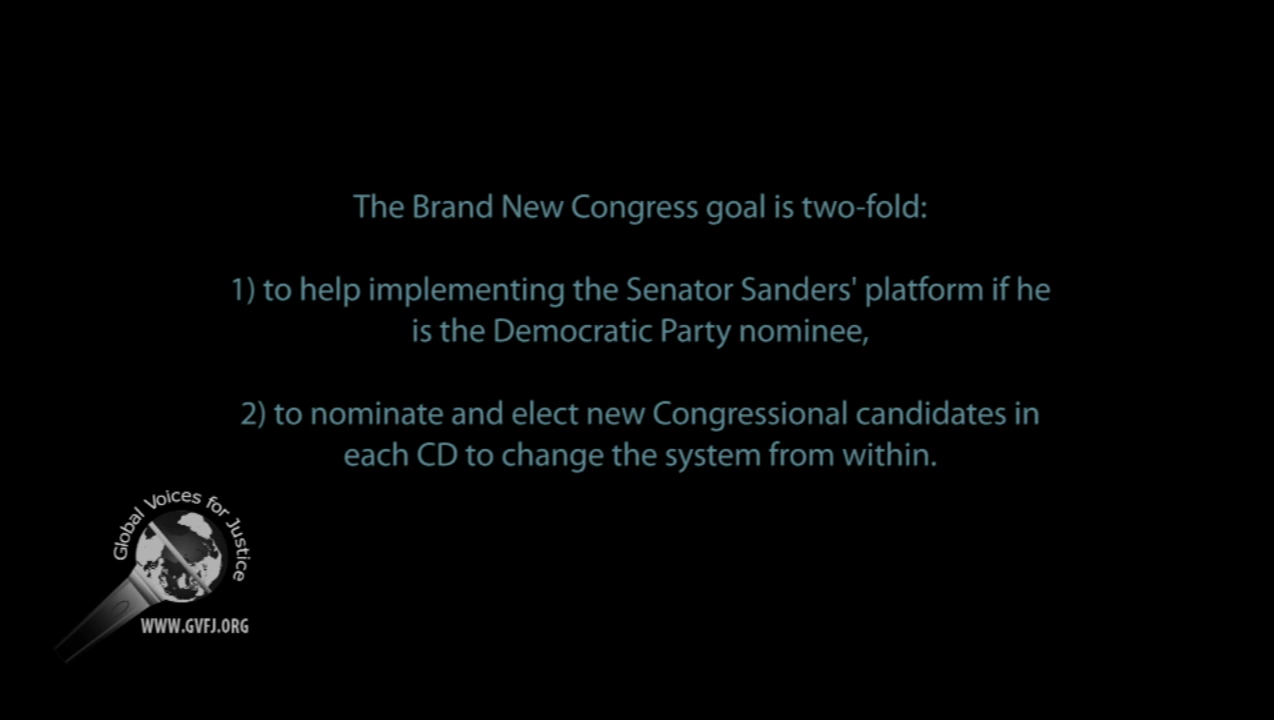 The Brand New Congress goal is two-fold:
1) to help implementing the Senator Sanders' platform if he
is the Democratic Party nominee,
2) to nominate and elect new Congressional candidates in
each CD to change the system from within.
Global Voices for Justice
WWW.GVFJ.ORG